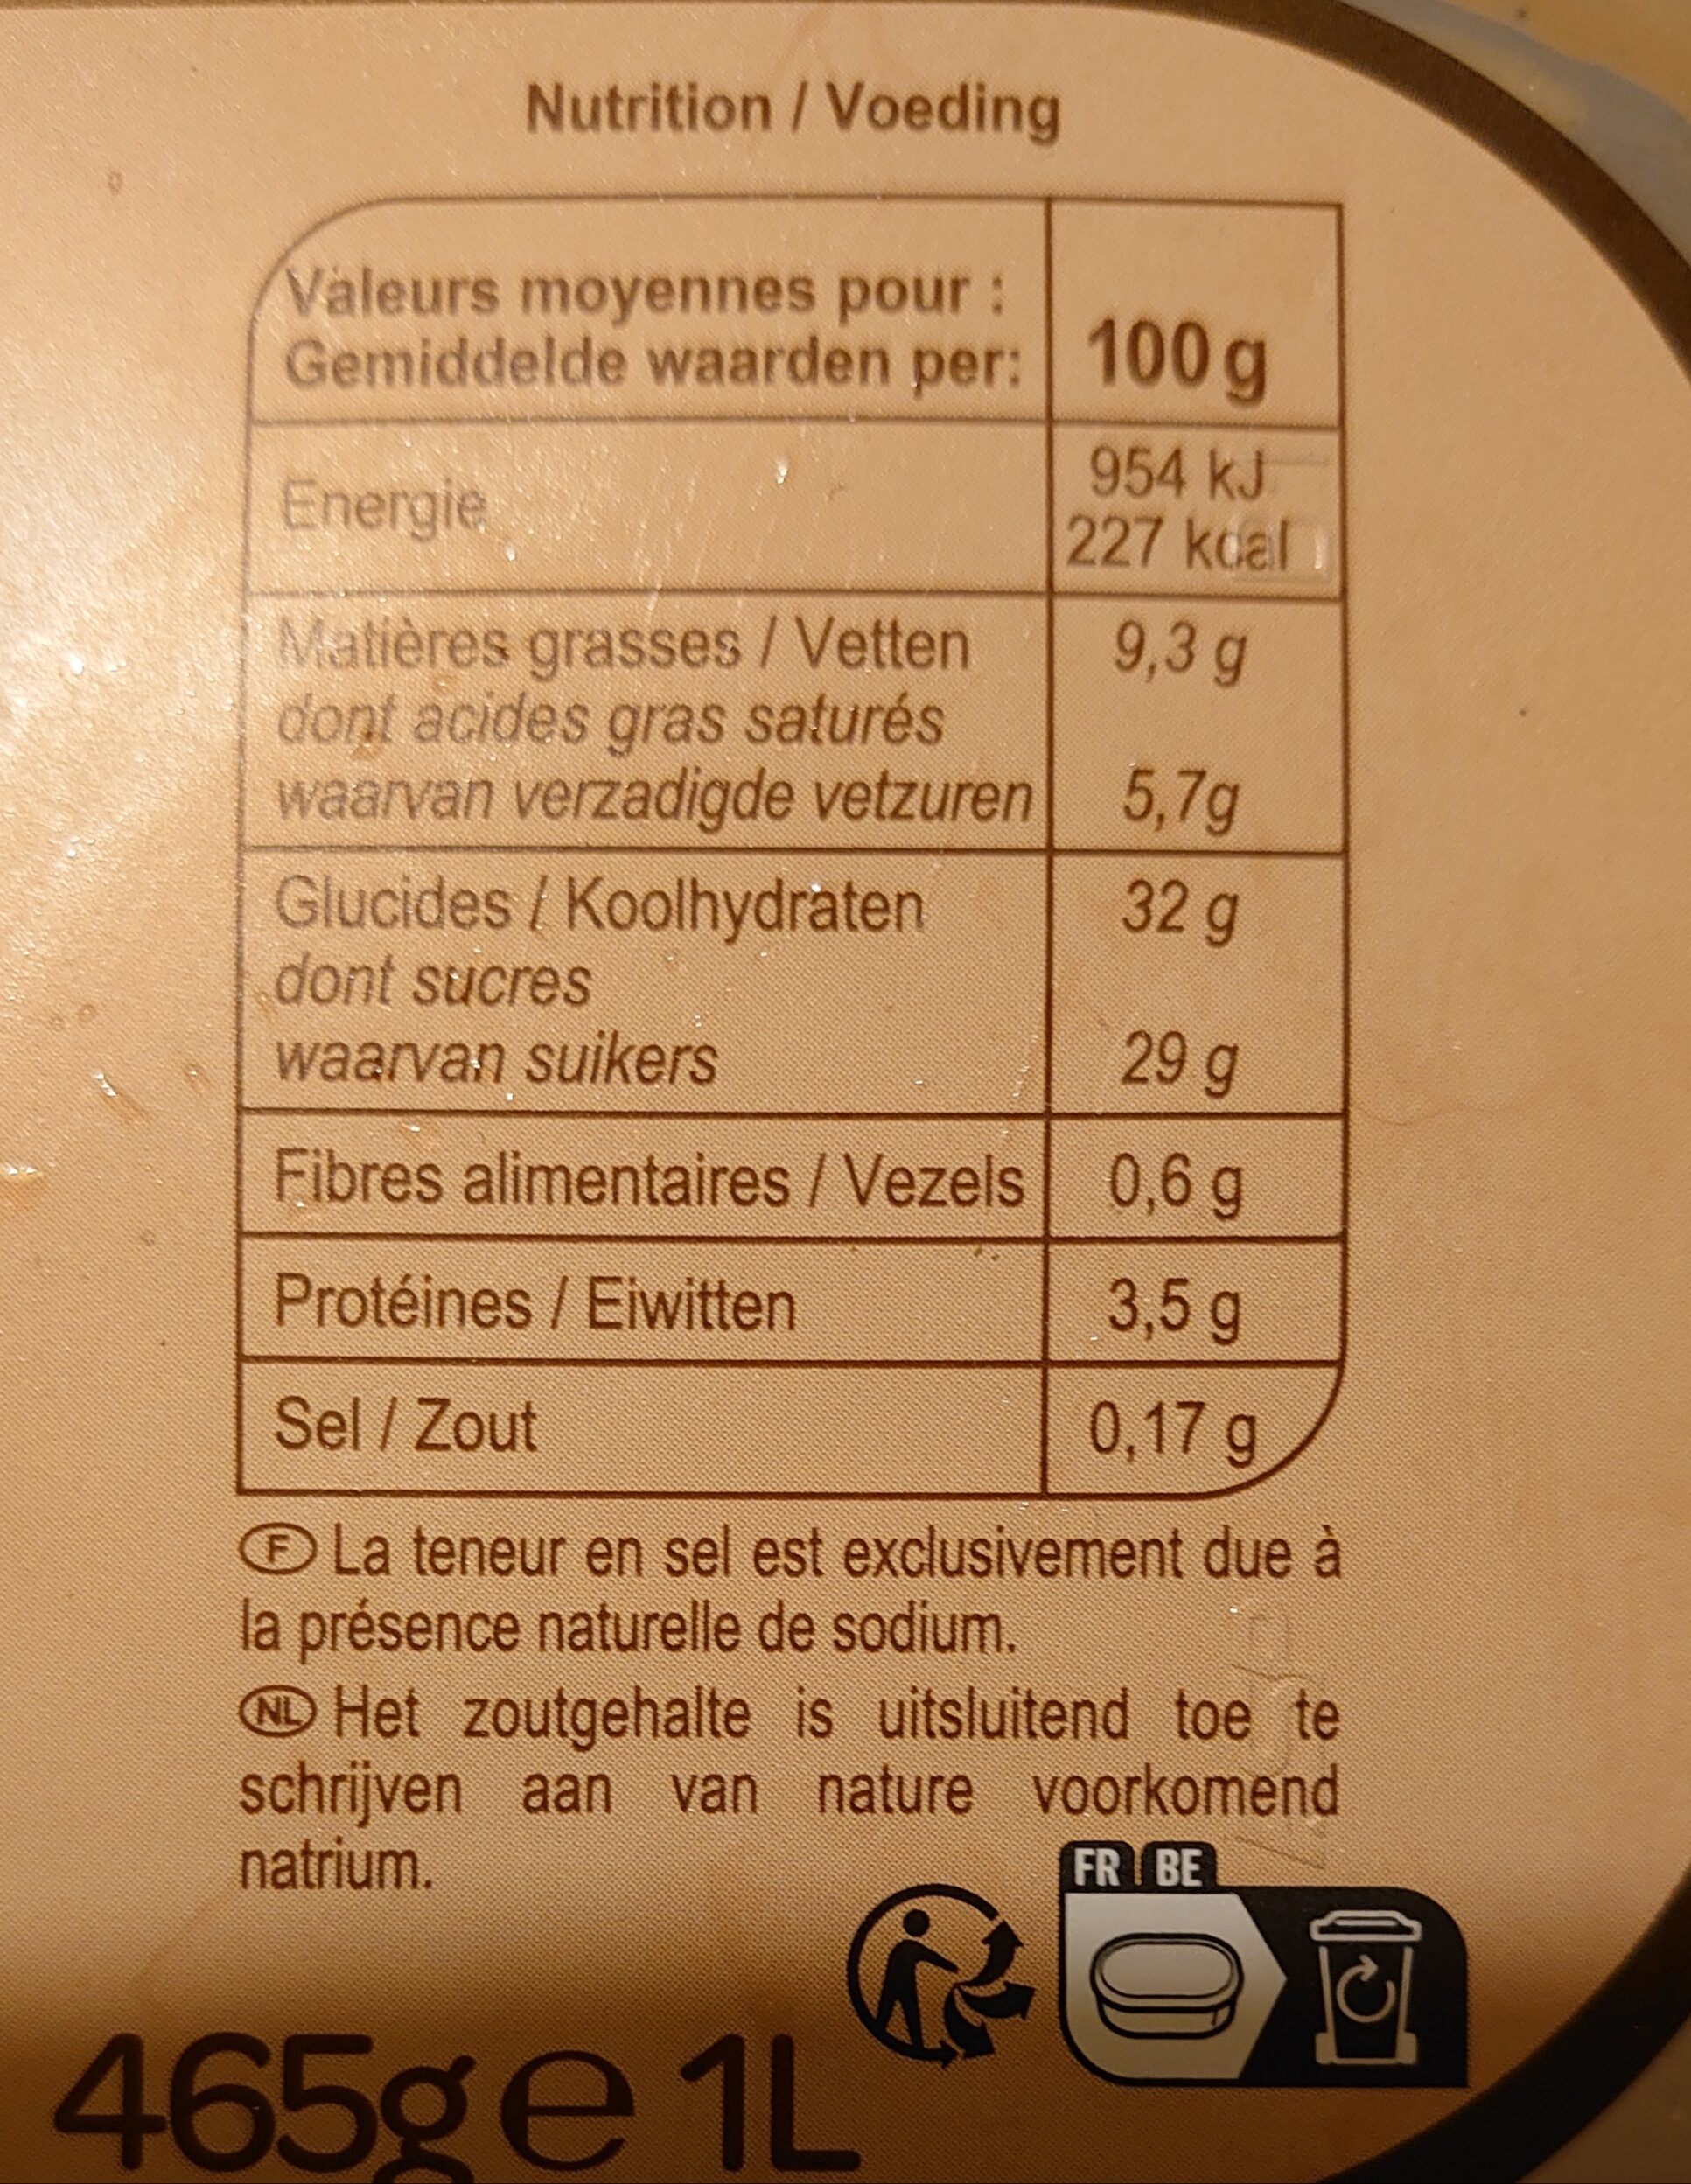 Nutrition / Voeding
Valeurs moyennes pour :
Gemiddelde waarden per:
100 g
Energie
954 kJ
227 kcal
Matières grasses / Vetten 9,3 g
dont acides gras saturés
waarvan verzadigde vetzuren 5,7g
Glucides / Koolhydraten 32 g
dont sucres
waarvan suikers 29 g
Fibres alimentaires / Vezels 0,6 g
Protéines / Eiwitten 3,5 g
Sel / Zout 0,17 g
F La teneur en sel est exclusivement due à
la présence naturelle de sodium.
NL Het zoutgehalte is uitsluitend toe te
schrijven aan van nature voorkomend
natrium.
FR BE
465g e 1L